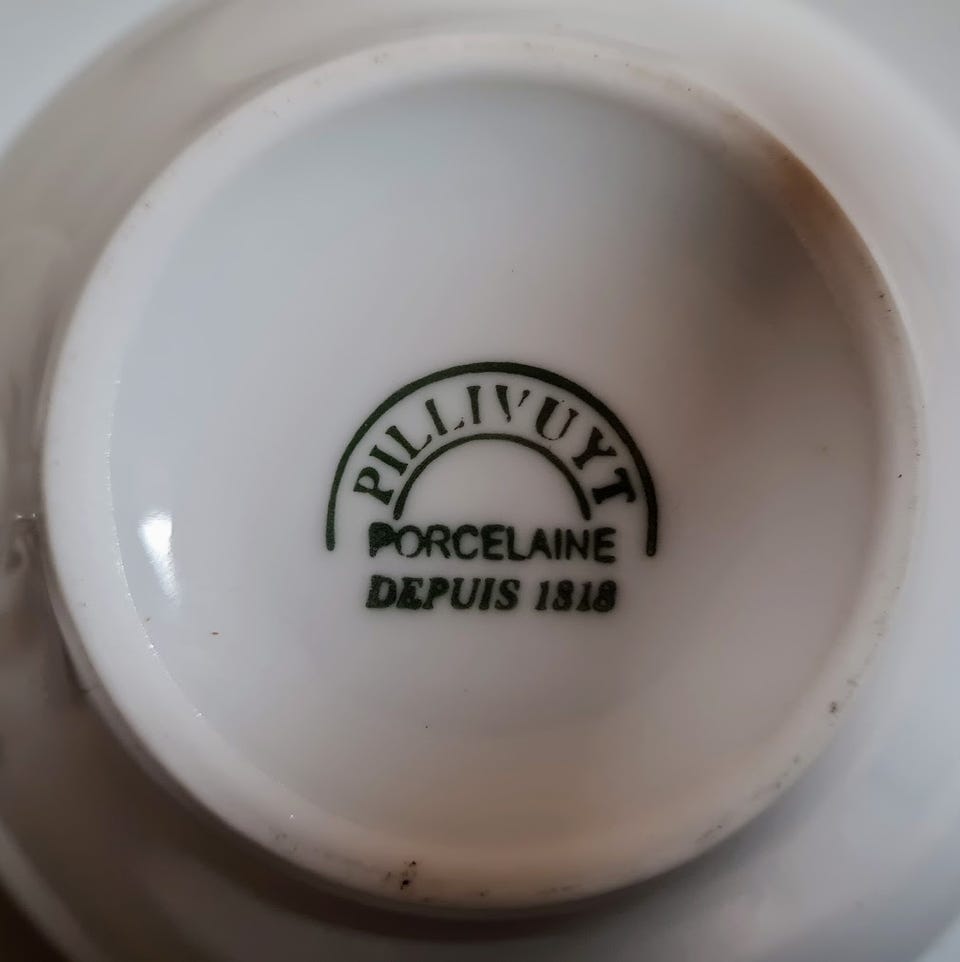 PILLIVUYT
PORCELAINE
DEPUIS 1818